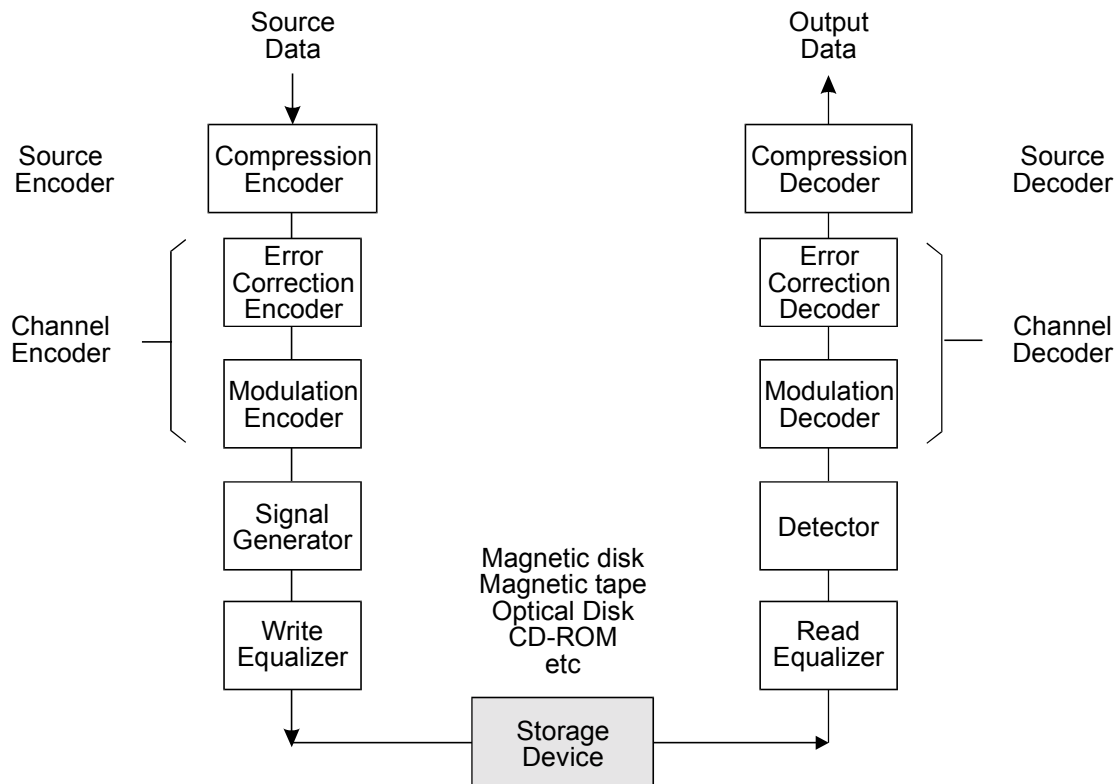 Source
Data
Output
Data
Source
Encoder
Compression
Encoder
Compression
Decoder
Source
Decoder
Channel
Encoder
Error
Correction
Encoder
Error
Correction
Decoder
Channel
Decoder
Modulation
Encoder
Modulation
Decoder
Signal
Generator
Detector
Magnetic disk
Magnetic tape
Optical Disk
CD-ROM
etc
Write
Equalizer
Read
Equalizer
Storage
Device